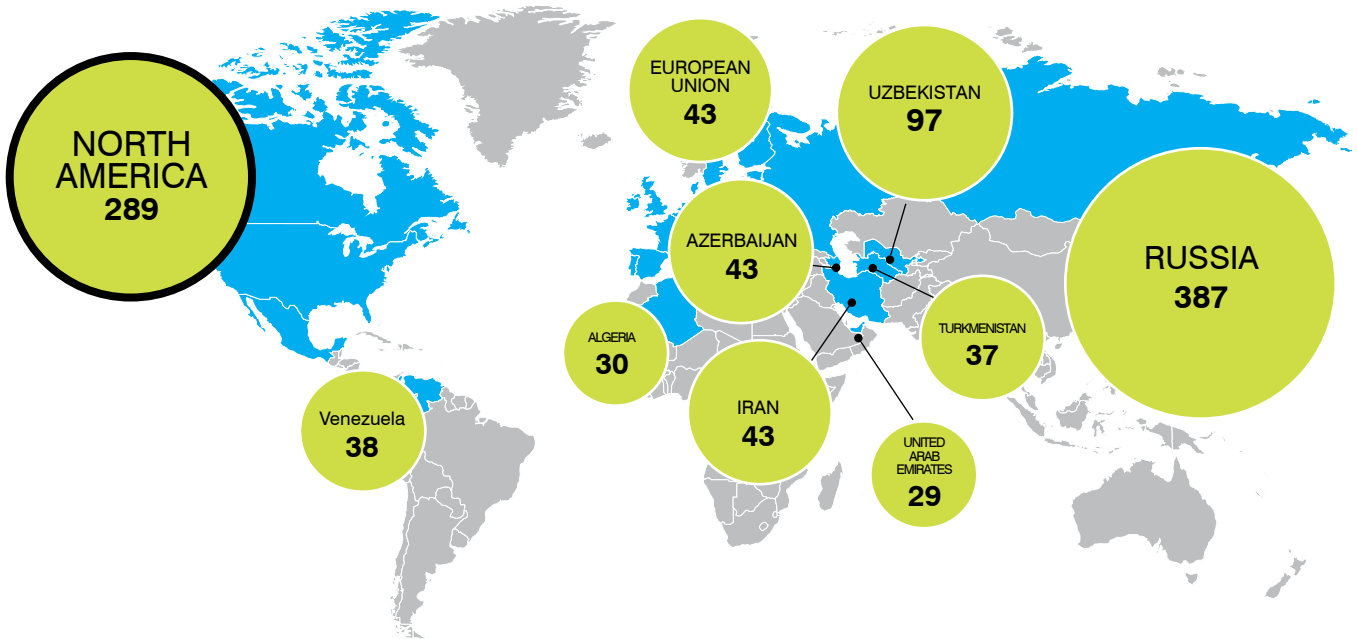 NORTH
AMERICA
289
EUROPEAN
UNION
43
UZBEKISTAN
97
AZERBAIJAN
43
RUSSIA
387
ALGERIA
30
TURKMENISTAN
37
Venezuela
38
IRAN
43
UNITED
ARAB
EMIRATES
29